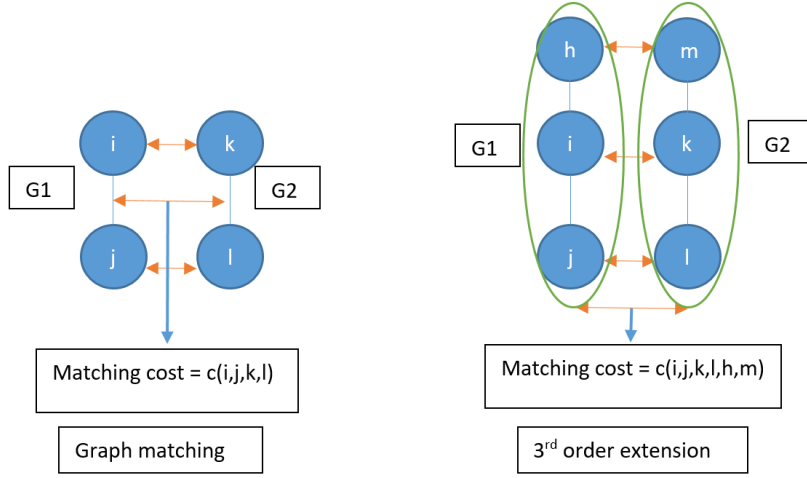 i
k
G1
G2
j
l
Matching cost = c(i,j,k,l)
Graph matching
h
m
G1
i
k
G2
j
l
Matching cost = c(i,j,k,l,h,m)
3rd order extension